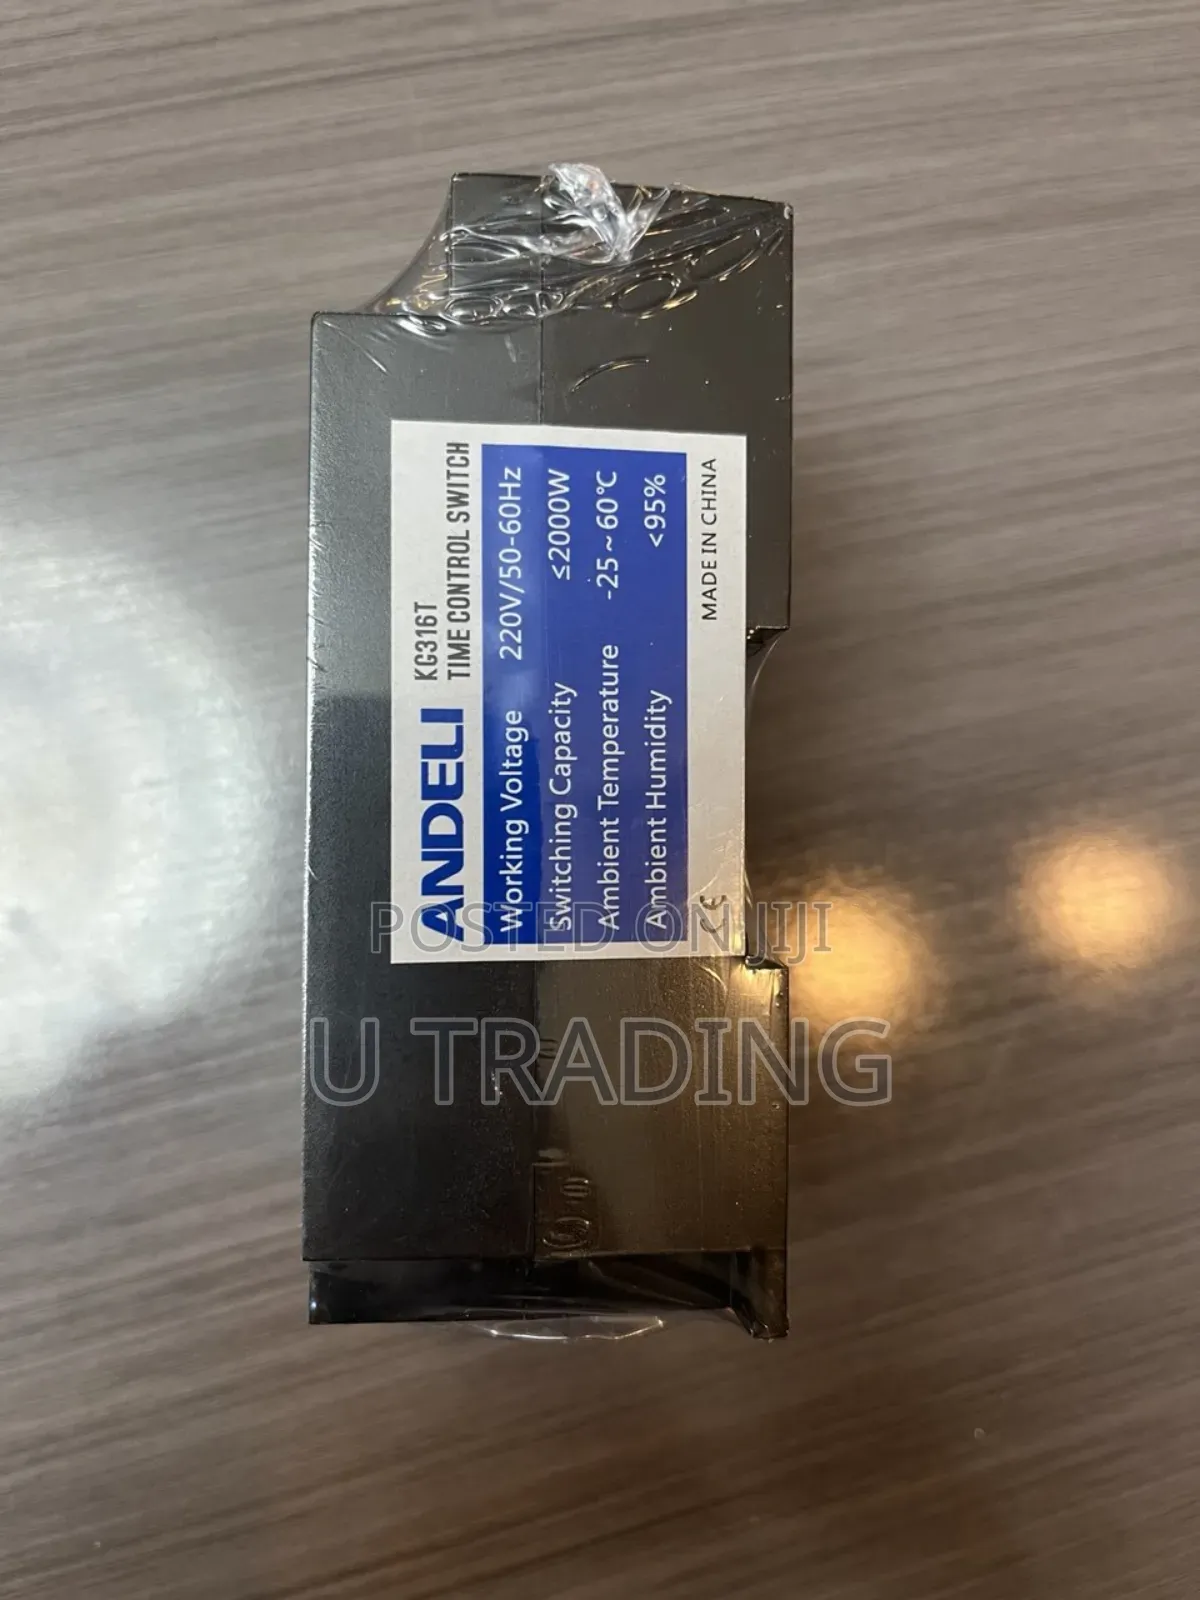 ANDELI
KG316T
TIME CONTROL SWITCH
Working Voltage 220V/50-60Hz
Switching Capacity ≤2000W
Ambient Temperature -25~60℃
Ambient Humidity <95%
CE MADE IN CHINA
POSTED ON JIJI
U TRADING